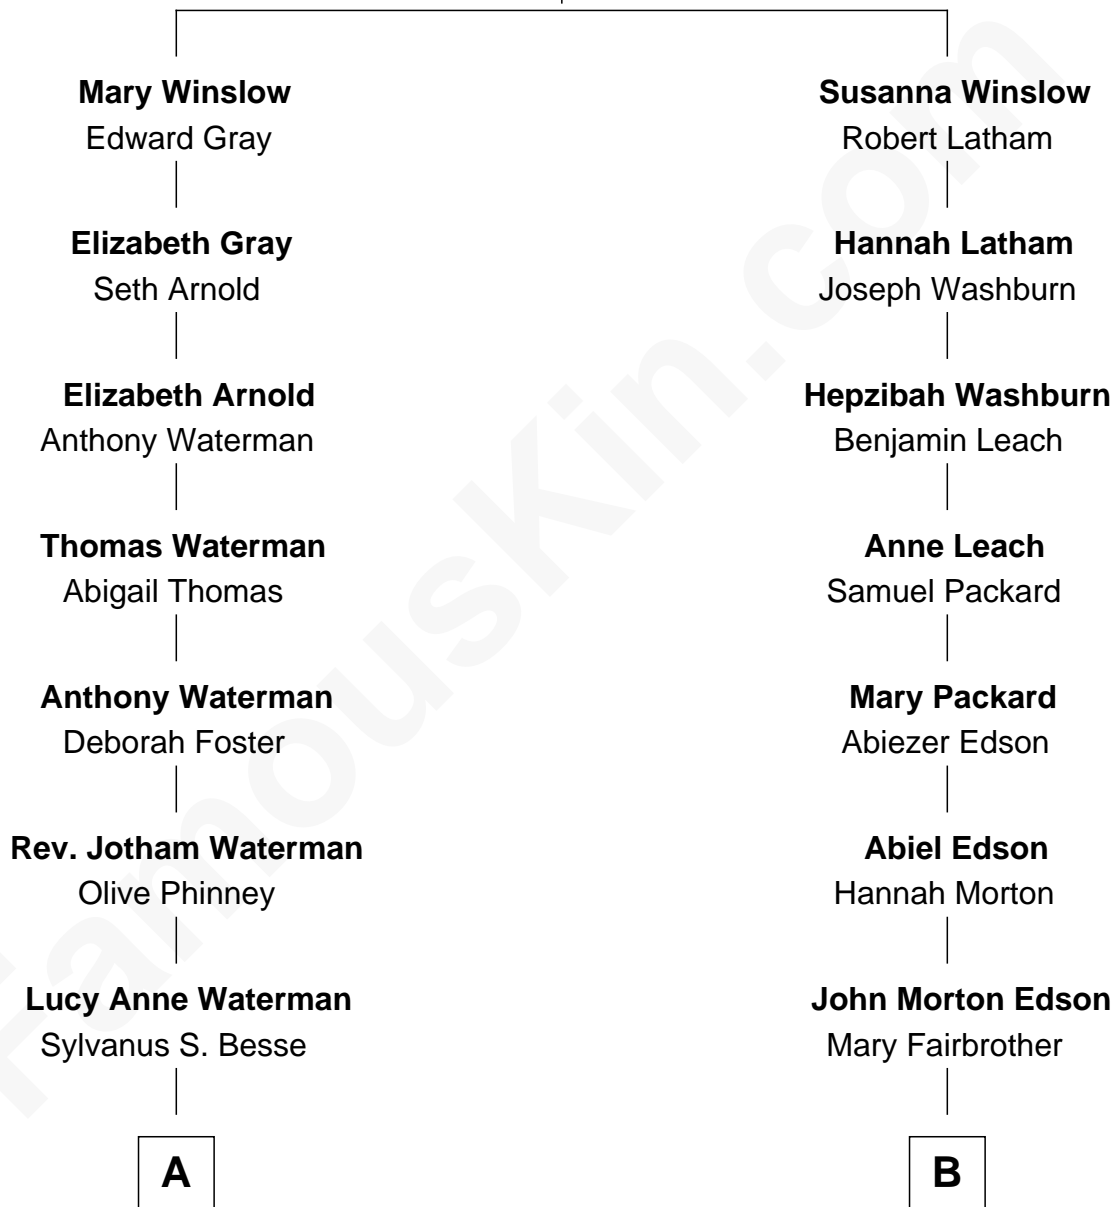 Mary Winslow
Edward Gray
Elizabeth Gray
Seth Arnold
Elizabeth Arnold
Anthony Waterman
Thomas Waterman
Abigail Thomas
Anthony Waterman
Deborah Foster
Rev. Jotham Waterman
Olive Phinney
Lucy Anne Waterman
Sylvanus S. Besse
A
Susanna Winslow
Robert Latham
Hannah Latham
Joseph Washburn
Hepzibah Washburn
Benjamin Leach
Anne Leach
Samuel Packard
Mary Packard
Abiezer Edson
Abiel Edson
Hannah Morton
John Morton Edson
Mary Fairbrother
B
FamousKin.com